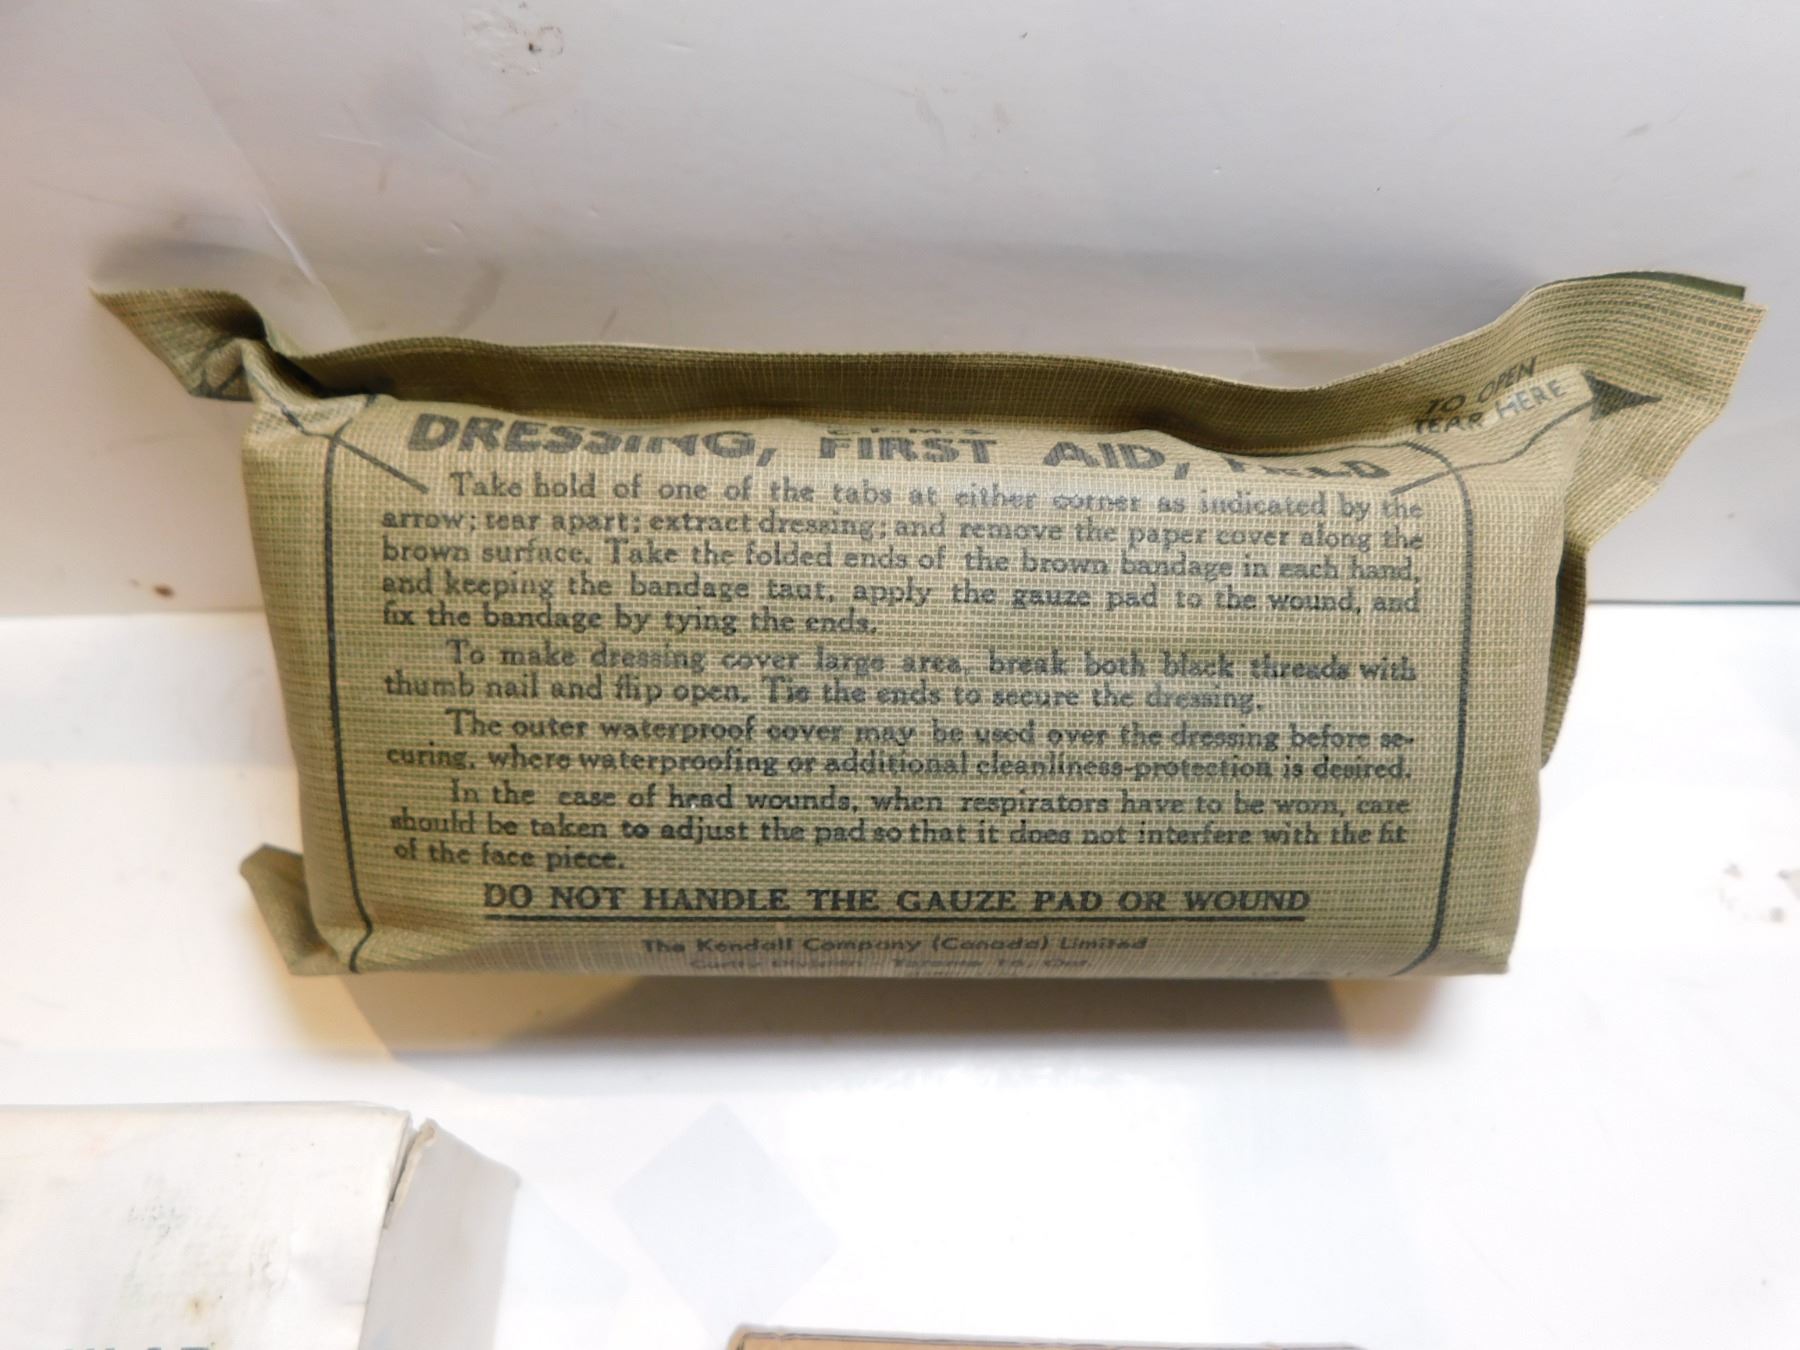 C.F.M.S
DRESSING, FIRST AID, FIELD
TO OPEN
TEAR HERE
Take hold of one of the tabs at either corner as indicated by the
arrow; tear apart; extract dressing; and remove the paper cover along the
brown surface. Take the folded ends of the brown bandage in each hand,
and keeping the bandage taut, apply the gauze pad to the wound, and
fix the bandage by tying the ends.
To make dressing cover large area, break both black threads with
thumb nail and flip open. Tie the ends to secure the dressing.
The outer waterproof cover may be used over the dressing before se-
curing, where waterproofing or additional cleanliness-protection is desired.
In the case of head wounds, when respirators have to be worn, care
should be taken to adjust the pad so that it does not interfere with the fit
of the face piece.
DO NOT HANDLE THE GAUZE PAD OR WOUND
The Kendall Company (Canada) Limited
Curity Division Toronto 16, Ont.